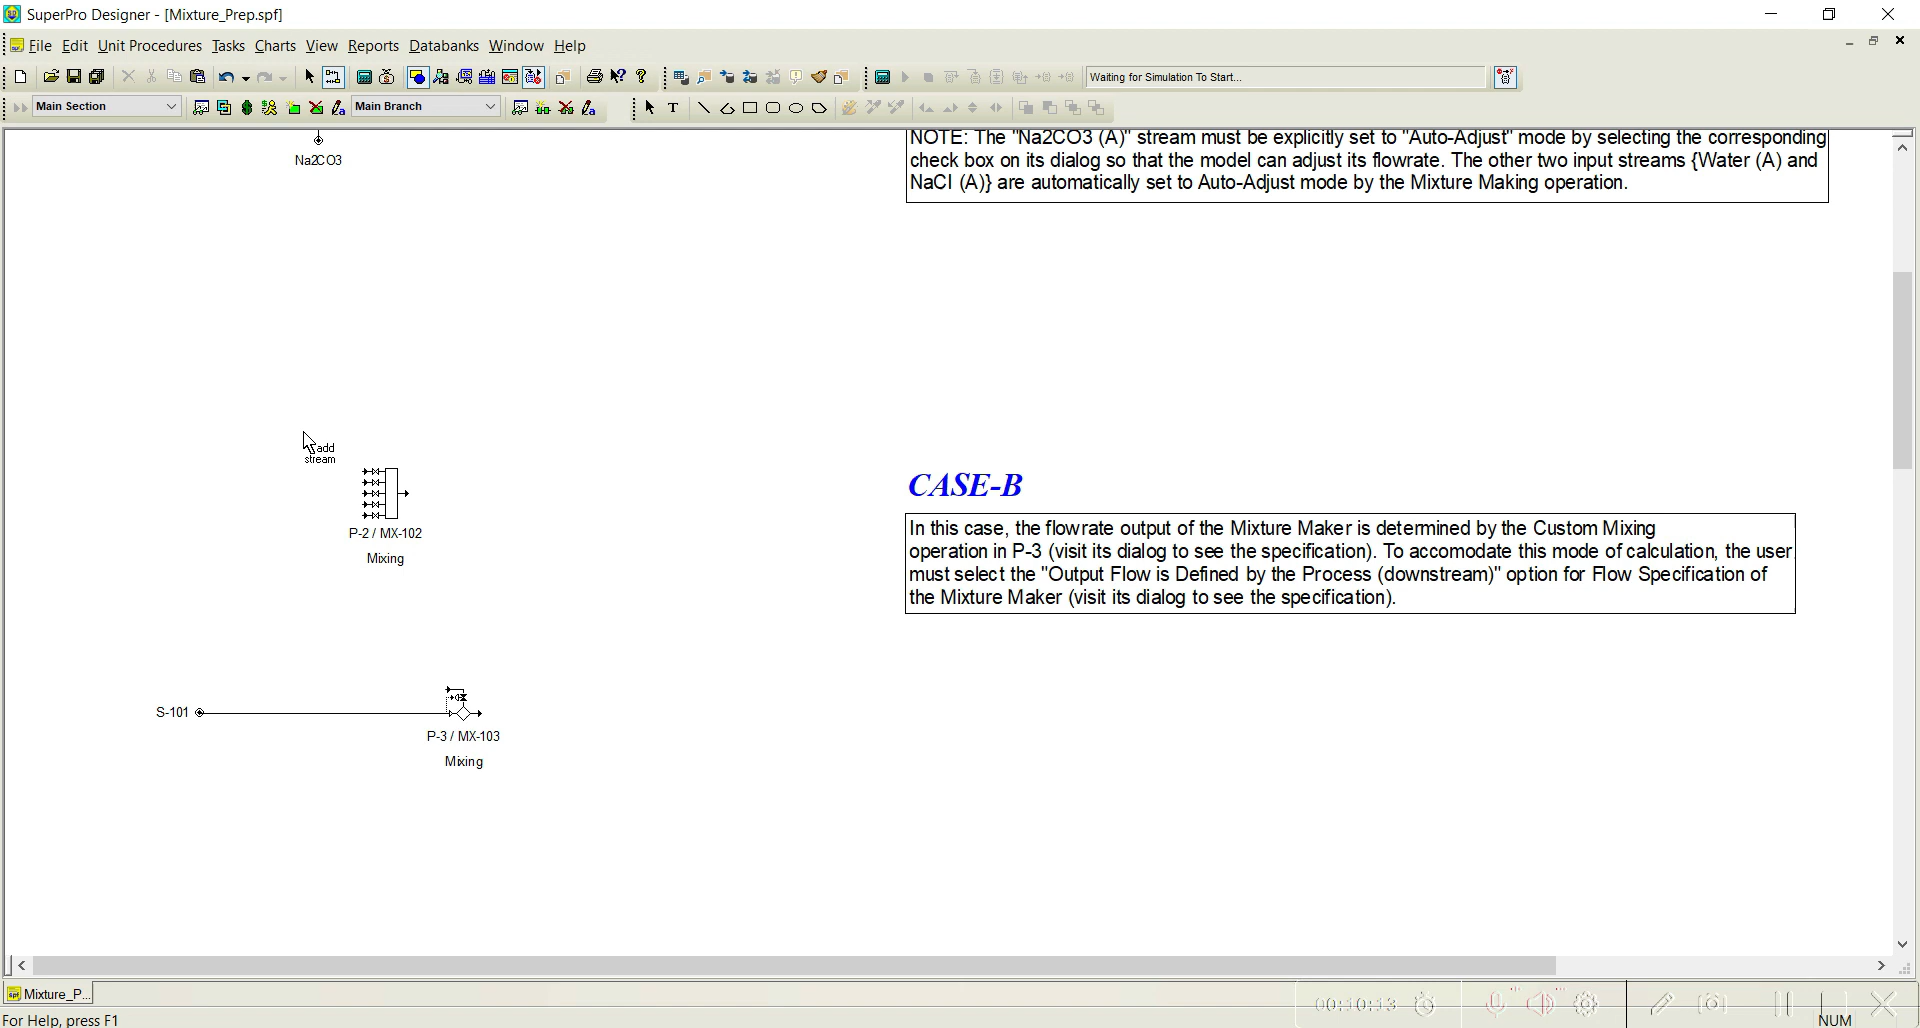 SuperPro Designer - [Mixture_Prep.spf]
File Edit Unit Procedures Tasks Charts View Reports Databanks Window Help
Waiting for Simulation To Start...
Main Section
Main Branch
T
Na2CO3
NOTE: The "Na2CO3 (A)" stream must be explicitly set to "Auto-Adjust" mode by selecting the corresponding
check box on its dialog so that the model can adjust its flowrate. The other two input streams {Water (A) and
NaCl (A)} are automatically set to Auto-Adjust mode by the Mixture Making operation.
add
stream
P-2 / MX-102
Mixing
CASE-B
In this case, the flowrate output of the Mixture Maker is determined by the Custom Mixing
operation in P-3 (visit its dialog to see the specification). To accomodate this mode of calculation, the user
must select the "Output Flow is Defined by the Process (downstream)" option for Flow Specification of
the Mixture Maker (visit its dialog to see the specification).
S-101
P-3 / MX-103
Mixing
Mixture_P...
00:10:13
For Help, press F1
NUM